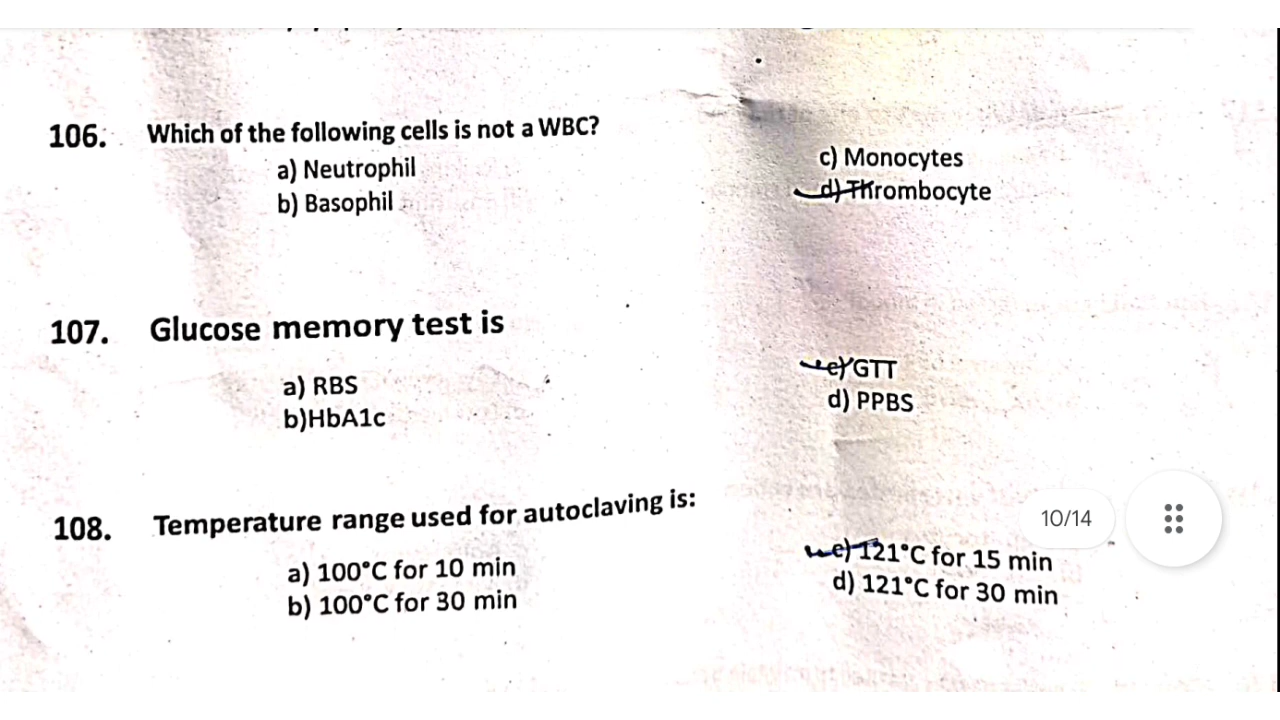 106. Which of the following cells is not a WBC?
a) Neutrophil
b) Basophil
c) Monocytes
d) Thrombocyte
107. Glucose memory test is
a) RBS
b)HbA1c
c) GTT
d) PPBS
108. Temperature range used for autoclaving is:
a) 100°C for 10 min
b) 100°C for 30 min
c) 121°C for 15 min
d) 121°C for 30 min
10/14